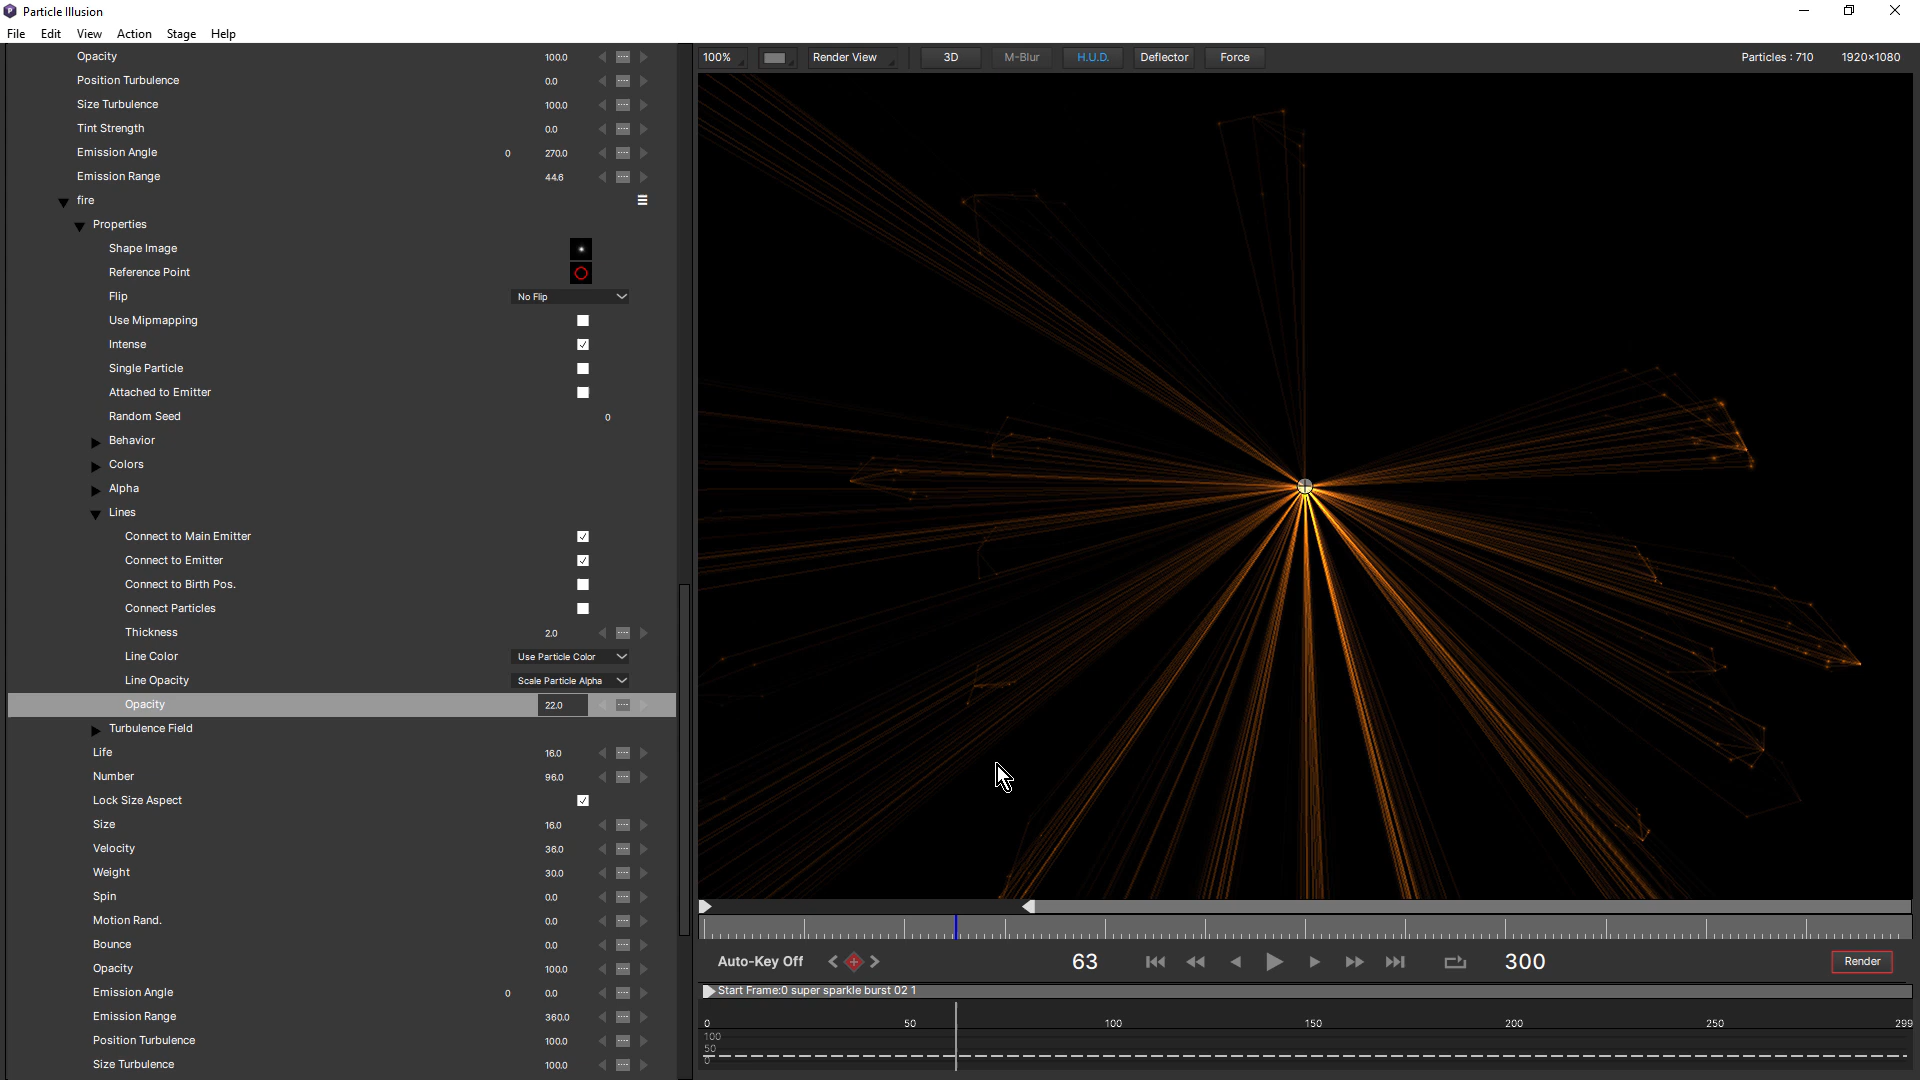 Particle Illusion
File Edit View Action Stage Help
100% Render View 3D M-Blur H.U.D. Deflector Force Particles : 710 1920×1080
Opacity 100.0
Position Turbulence 0.0
Size Turbulence 100.0
Tint Strength 0.0
Emission Angle 0 270.0
Emission Range 44.6
fire
Properties
Shape Image
Reference Point
Flip No Flip
Use Mipmapping
Intense
Single Particle
Attached to Emitter
Random Seed 0
Behavior
Colors
Alpha
Lines
Connect to Main Emitter
Connect to Emitter
Connect to Birth Pos.
Connect Particles
Thickness 2.0
Line Color Use Particle Color
Line Opacity Scale Particle Alpha
Opacity 22.0
Turbulence Field
Life 16.0
Number 96.0
Lock Size Aspect
Size 16.0
Velocity 36.0
Weight 30.0
Spin 0.0
Motion Rand. 0.0
Bounce 0.0
Opacity 100.0
Emission Angle 0 0.0
Emission Range 360.0
Position Turbulence 100.0
Size Turbulence 100.0
Auto-Key Off 63 300 Render
Start Frame:0 super sparkle burst 02 1
0 50 100 150 200 250 299
100
50
0